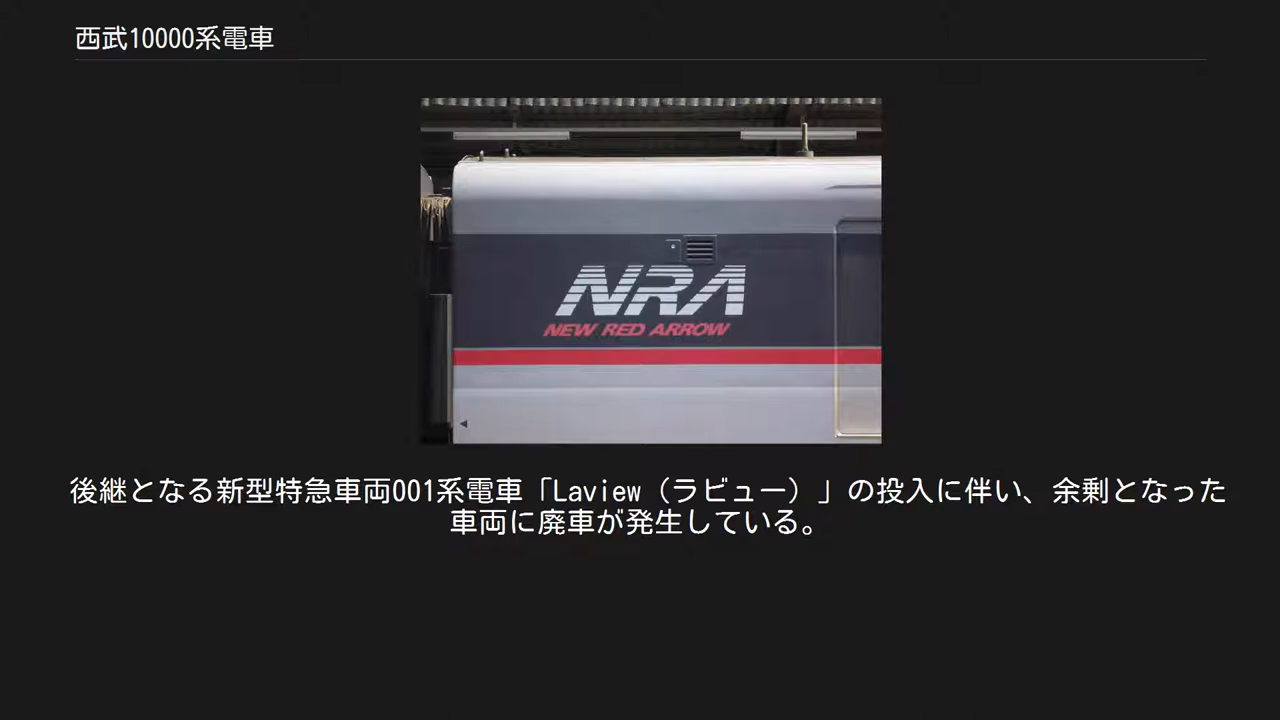 西武10000系電車
NRA
NEW RED ARROW
後継となる新型特急車両001系電車「Laview（ラビュー）」の投入に伴い、余剰となった
車両に廃車が発生している。